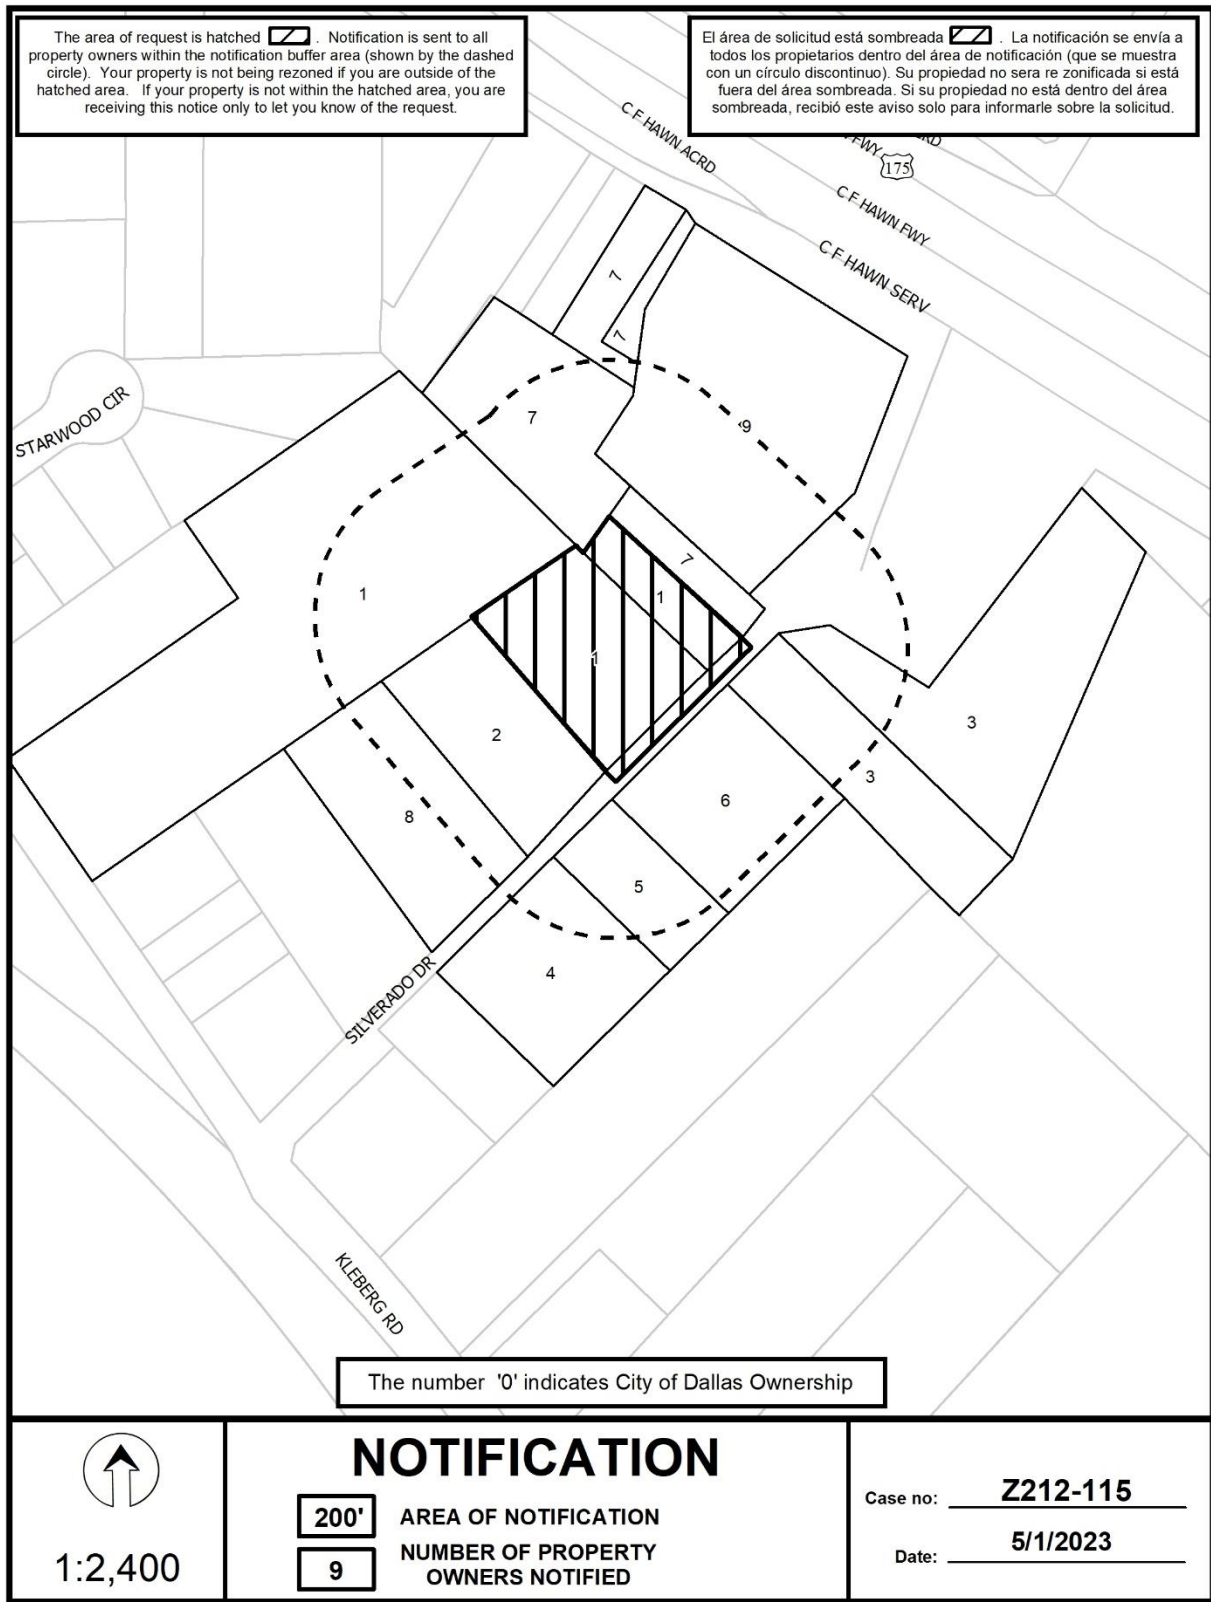 The area of request is hatched . Notification is sent to all
property owners within the notification buffer area (shown by the dashed
circle). Your property is not being rezoned if you are outside of the
hatched area. If your property is not within the hatched area, you are
receiving this notice only to let you know of the request.
El área de solicitud está sombreada . La notificación se envía a
todos los propietarios dentro del área de notificación (que se muestra
con un círculo discontinuo). Su propiedad no sera re zonificada si está
fuera del área sombreada. Si su propiedad no está dentro del área
sombreada, recibió este aviso solo para informarle sobre la solicitud.
C F HAWN ACRD
FWY
175
C F HAWN FWY
C F HAWN SERV
7
7
STARWOOD CIR
7
9
7
1
1
1
3
2
3
6
8
5
4
SILVERADO DR
KLEBERG RD
The number '0' indicates City of Dallas Ownership
1:2,400
NOTIFICATION
200' AREA OF NOTIFICATION
9 NUMBER OF PROPERTY
OWNERS NOTIFIED
Case no: Z212-115
Date: 5/1/2023